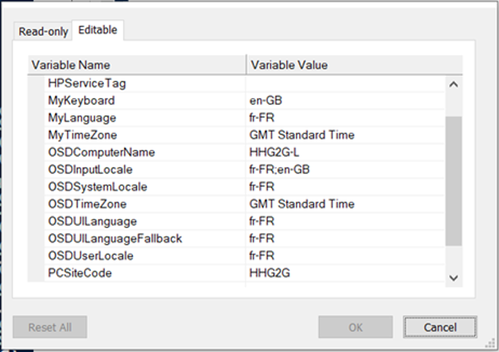 Read-only Editable
Variable Name Variable Value
HPServiceTag
MyKeyboard en-GB
MyLanguage fr-FR
MyTimeZone GMT Standard Time
OSDComputerName HHG2G-L
OSDInputLocale fr-FR;en-GB
OSDSystemLocale fr-FR
OSDTimeZone GMT Standard Time
OSDUILanguage fr-FR
OSDUILanguageFallback fr-FR
OSDUserLocale fr-FR
PCSiteCode HHG2G
Reset All OK Cancel